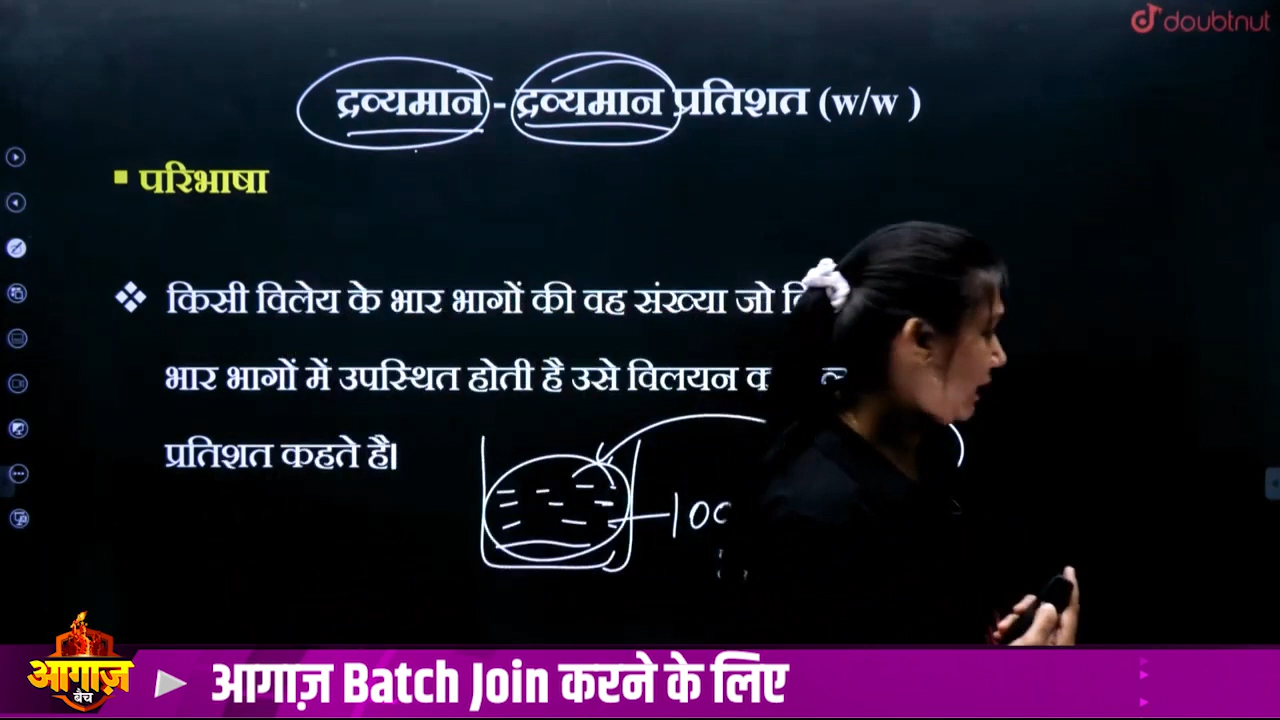 doubtnut
द्रव्यमान - द्रव्यमान प्रतिशत (w/w )
परिभाषा
किसी विलेय के भार भागों की वह संख्या जो
भार भागों में उपस्थित होती है उसे विलयन
प्रतिशत कहते है।
आगाज़
बैच
आगाज़ Batch Join करने के लिए